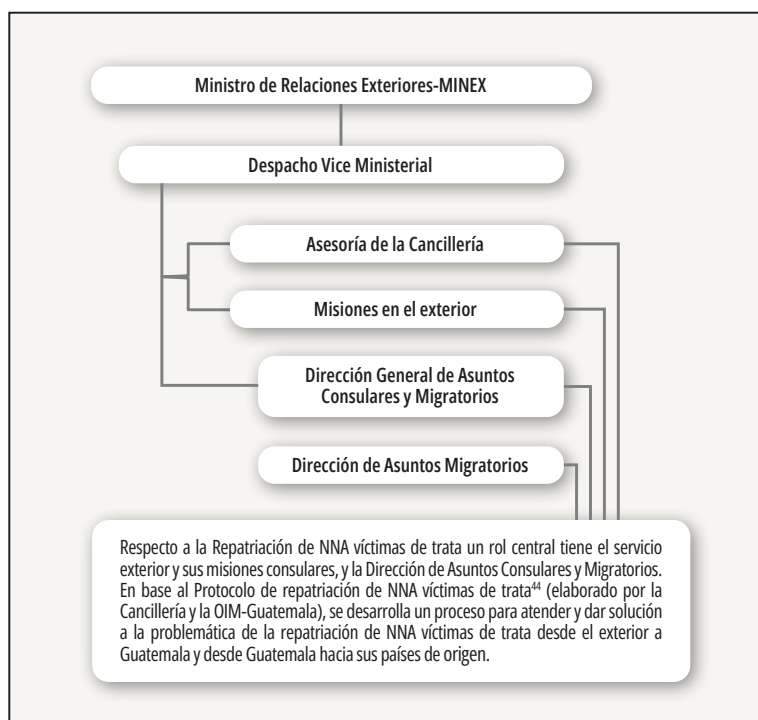 Ministro de Relaciones Exteriores-MINEX
Despacho Vice Ministerial
Asesoría de la Cancillería
Misiones en el exterior
Dirección General de Asuntos
Consulares y Migratorios
Dirección de Asuntos Migratorios
Respecto a la Repatriación de NNA víctimas de trata un rol central tiene el servicio
exterior y sus misiones consulares, y la Dirección de Asuntos Consulares y Migratorios.
En base al Protocolo de repatriación de NNA víctimas de trata⁴⁴ (elaborado por la
Cancillería y la OIM-Guatemala), se desarrolla un proceso para atender y dar solución
a la problemática de la repatriación de NNA víctimas de trata desde el exterior a
Guatemala y desde Guatemala hacia sus países de origen.